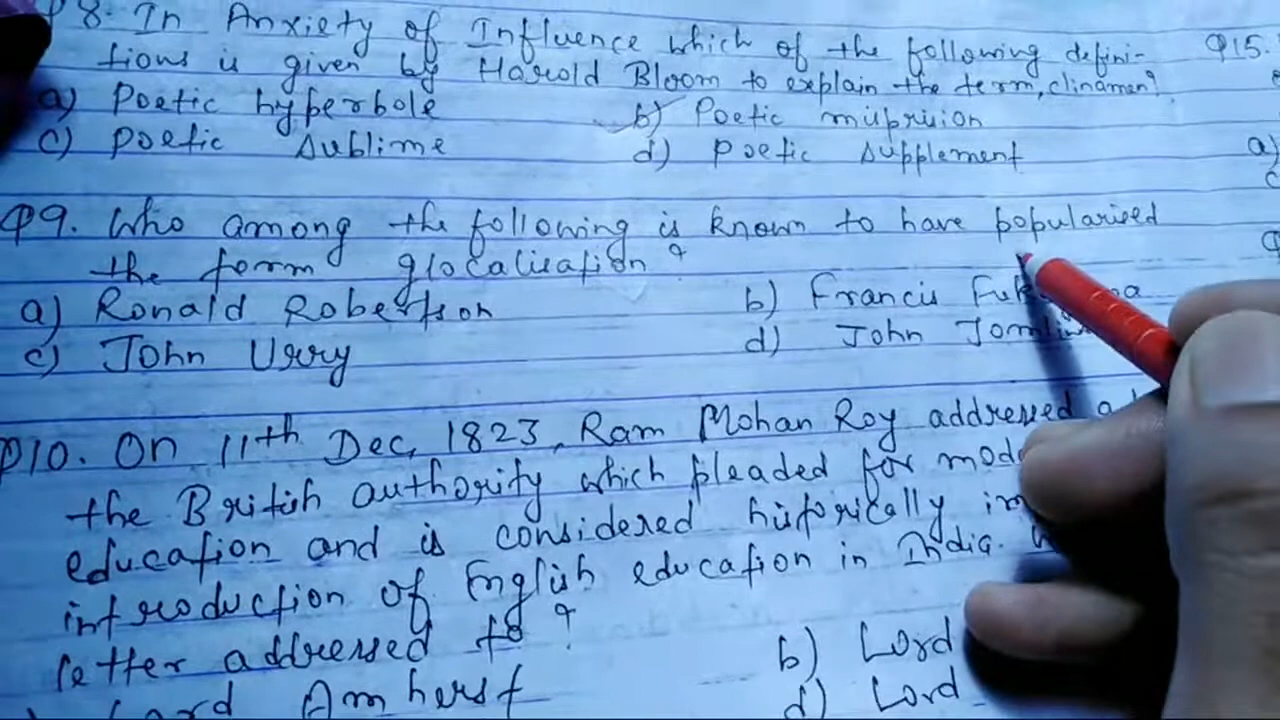 8. In Anxiety of Influence which of the following defini-
tions is given by Harold Bloom to explain the term, clinamen?
a) Poetic hyperbole b) Poetic misprision
c) Poetic Sublime d) Poetic Supplement
Q9. Who among the following is known to have popularised
the form glocalisation?
a) Ronald Robertson b) Francis
c) John Urry d) John
Q10. On 11th Dec, 1823, Ram Mohan Roy addressed a
the British authority which pleaded for
education and is considered historically
introduction of English education in India.
letter addressed to?
Lord Amherst b) Lord
d) Lord
Q15.
a)
c